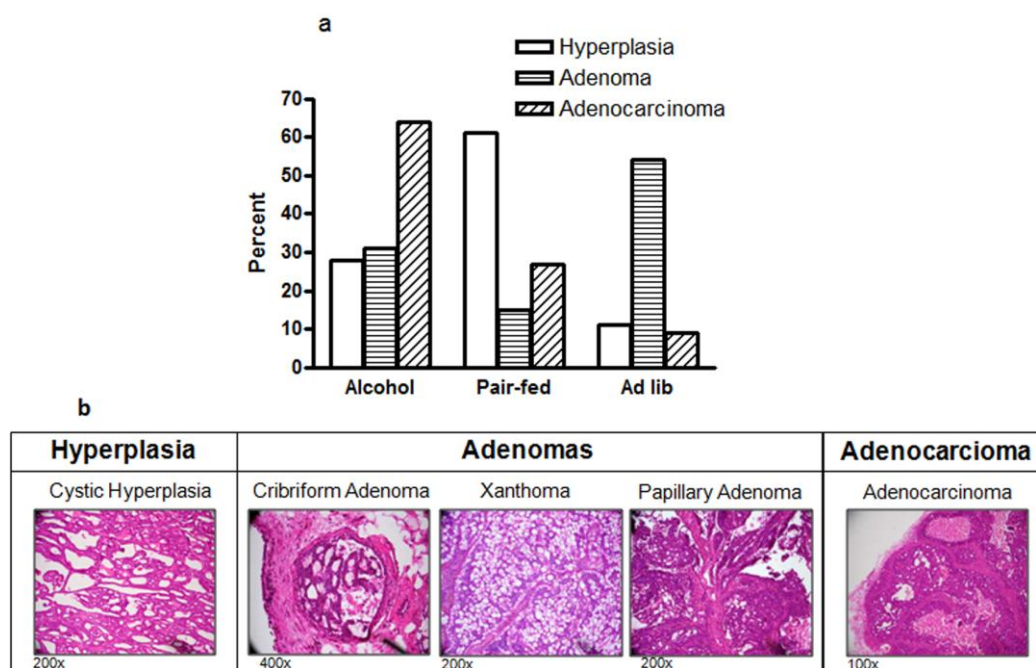 a
Hyperplasia
Adenoma
Adenocarcinoma
70
60
50
40
30
20
10
0
Percent
Alcohol Pair-fed Ad lib
b
Hyperplasia Adenomas Adenocarcioma
Cystic Hyperplasia Cribriform Adenoma Xanthoma Papillary Adenoma Adenocarcinoma
200x 400x 200x 200x 100x